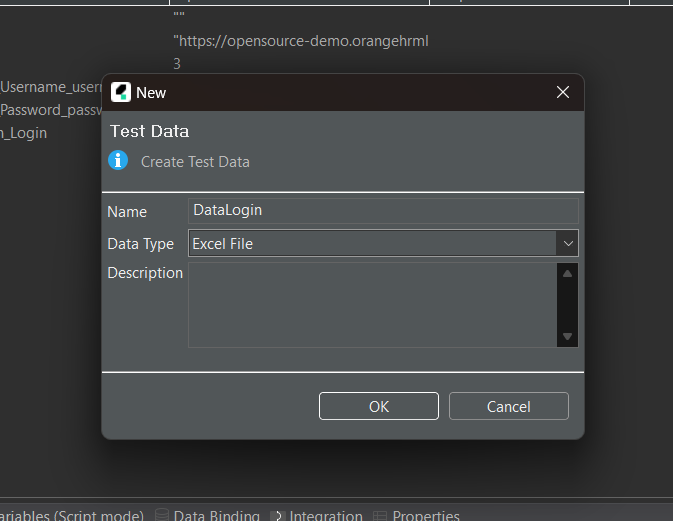 ""
"https://opensource-demo.orangehrml
3
Username_usern
Password_passw
_Login
New
Test Data
Create Test Data
Name
DataLogin
Data Type
Excel File
Description
OK
Cancel
ariables (Script mode)
Data Binding
Integration
Properties